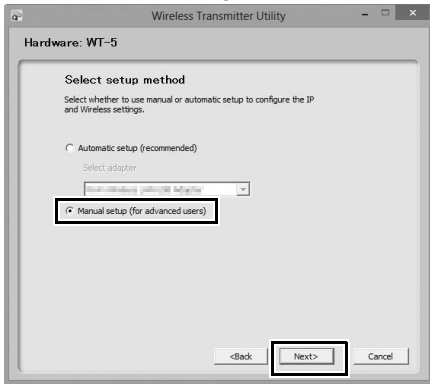 Wireless Transmitter Utility
Hardware: WT-5
Select setup method
Select whether to use manual or automatic setup to configure the IP
and Wireless settings.
Automatic setup (recommended)
Select adapter
Manual setup (for advanced users)
<Back Next> Cancel